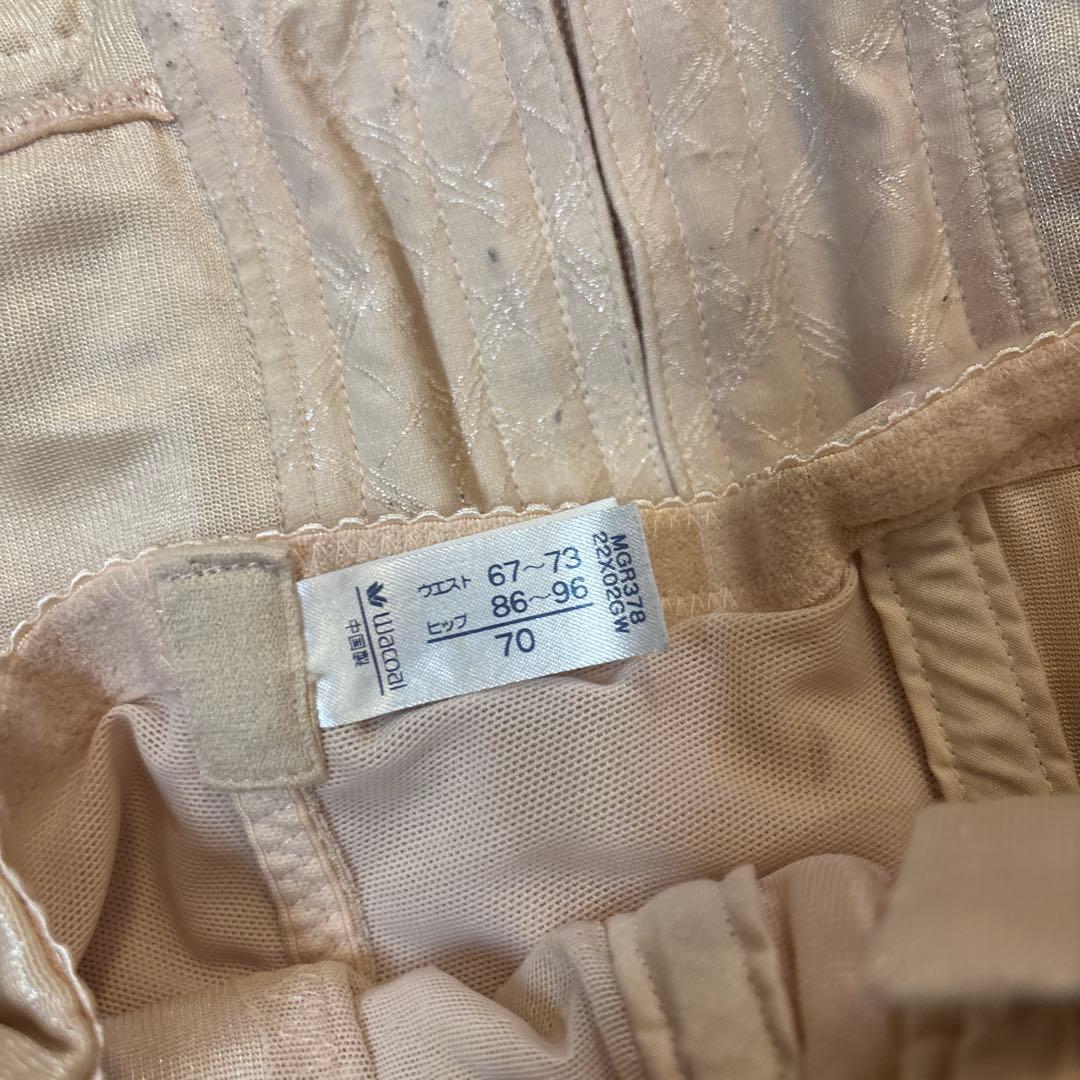 ウエスト 67～73
ヒップ 86～96
70
MGR378
22X02GW
wacoal
中国製